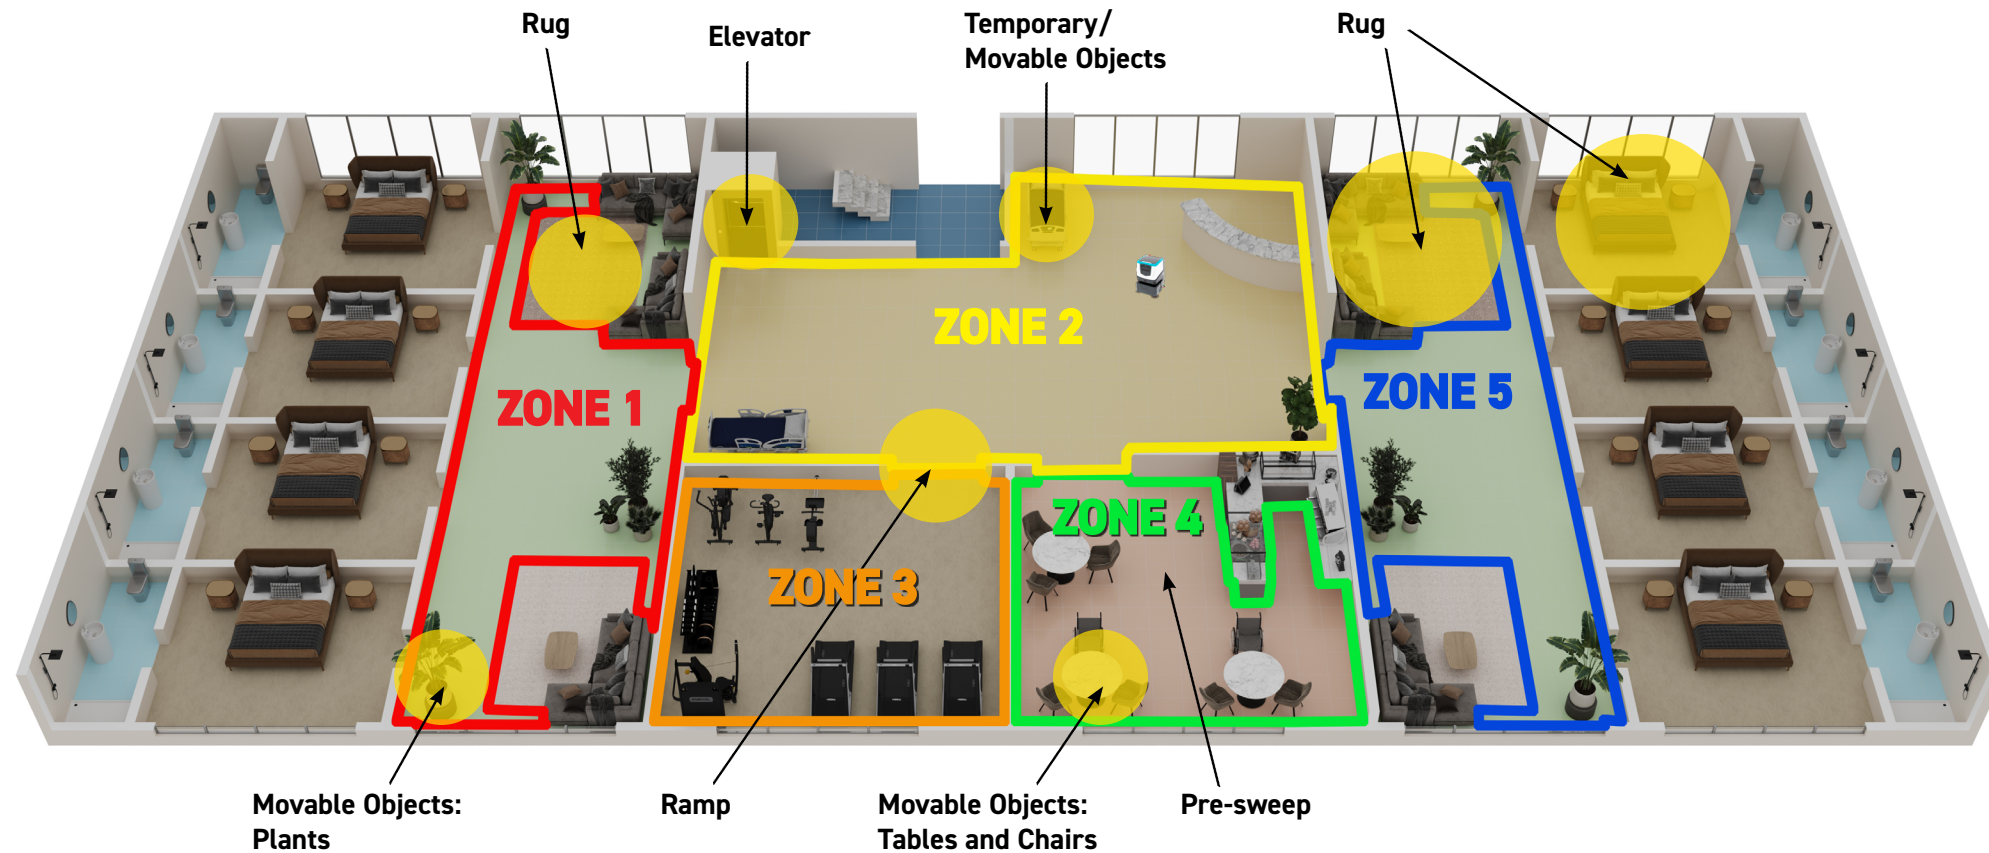 Rug
Elevator
Temporary/
Movable Objects
Rug
ZONE 1
ZONE 2
ZONE 5
ZONE 3
ZONE 4
Movable Objects:
Plants
Ramp
Movable Objects:
Tables and Chairs
Pre-sweep